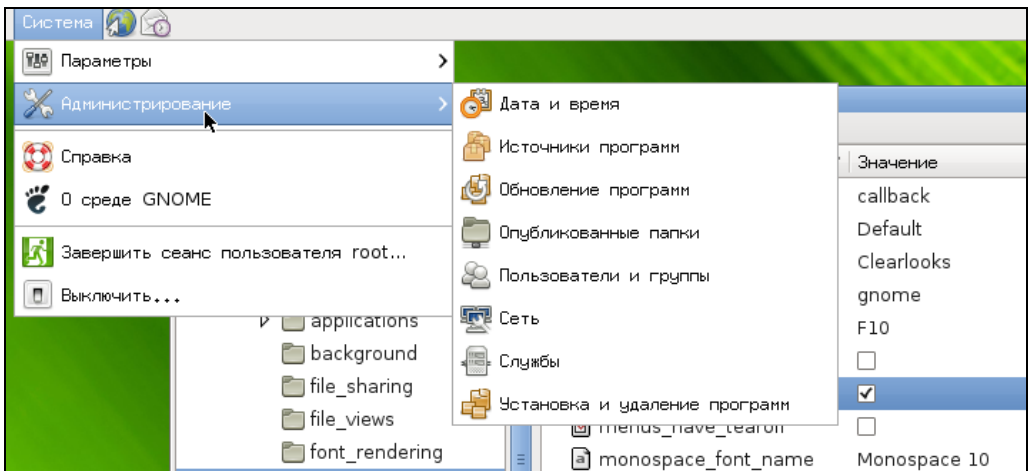 Система
Параметры
Администрирование
Справка
О среде GNOME
Завершить сеанс пользователя root...
Выключить...
Дата и время
Источники программ
Обновление программ
Опубликованные папки
Пользователи и группы
Сеть
Службы
Установка и удаление программ
applications
background
file_sharing
file_views
font_rendering
Значение
callback
Default
Clearlooks
gnome
F10
menus_have_tearoff
monospace_font_name
Monospace 10